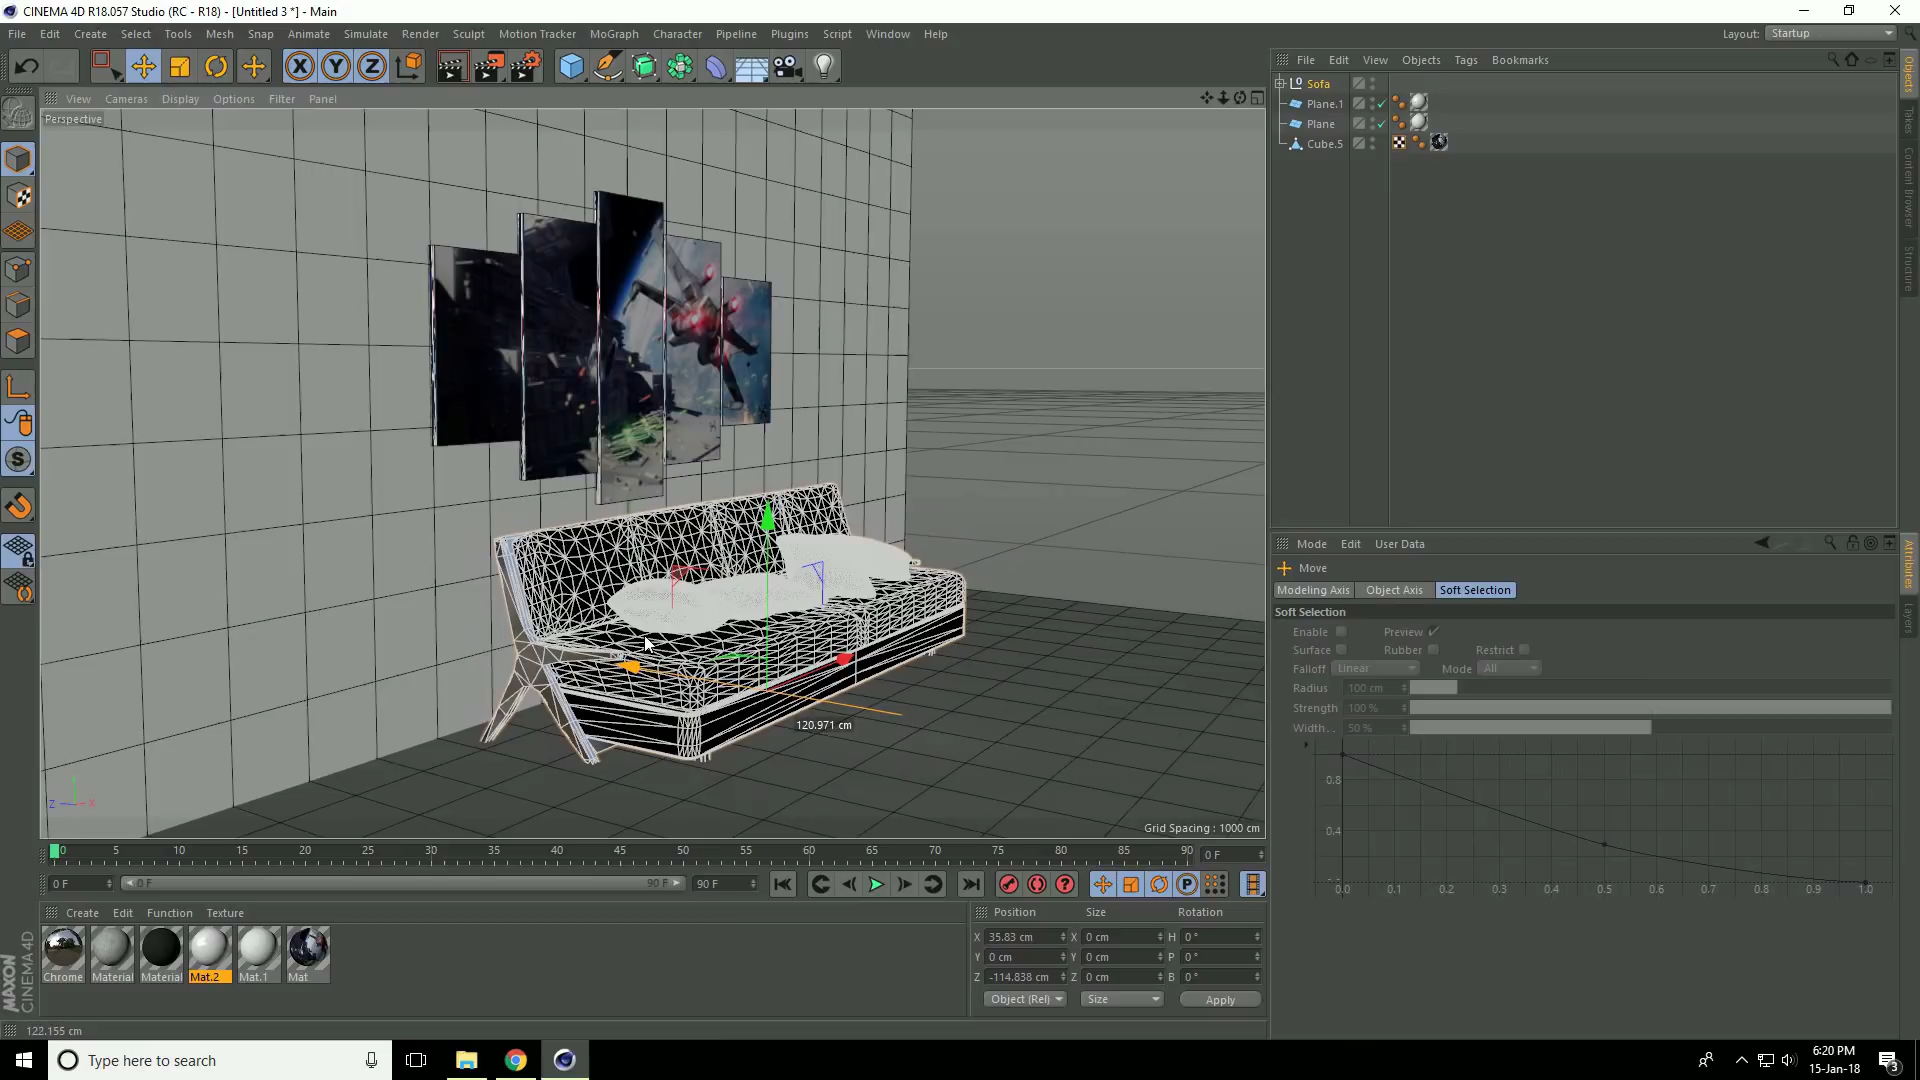 CINEMA 4D R18.057 Studio (RC - R18) - [Untitled 3 *] - Main
File Edit Create Select Tools Mesh Snap Animate Simulate Render Sculpt Motion Tracker MoGraph Character Pipeline Plugins Script Window Help
Layout: Startup
X Y Z
View Cameras Display Options Filter Panel
Perspective
120.971 cm
Z X
Grid Spacing : 1000 cm
S
File Edit View Objects Tags Bookmarks
Sofa
Plane.1
Plane
Cube.5
Objects
Takes
Content Browser
Structure
Mode Edit User Data
Move
Modeling Axis Object Axis Soft Selection
Soft Selection
Enable Preview
Surface Rubber Restrict
Falloff Linear Mode All
Radius 100 cm
Strength 100 %
Width. . 50 %
0.8
0.4
0.0 0.1 0.2 0.3 0.4 0.5 0.6 0.7 0.8 0.9 1.0
Attributes
Layers
0 5 10 15 20 25 30 35 40 45 50 55 60 65 70 75 80 85 90
0 F
0 F 0 F 90 F 90 F
P
Create Edit Function Texture
Chrome Material Material Mat.2 Mat.1 Mat
MAXON
CINEMA 4D
Position Size Rotation
X 35.83 cm X 0 cm H 0 °
Y 0 cm Y 0 cm P 0 °
Z -114.838 cm Z 0 cm B 0 °
Object (Rel) Size Apply
122.155 cm
Type here to search
6:20 PM
15-Jan-18
3